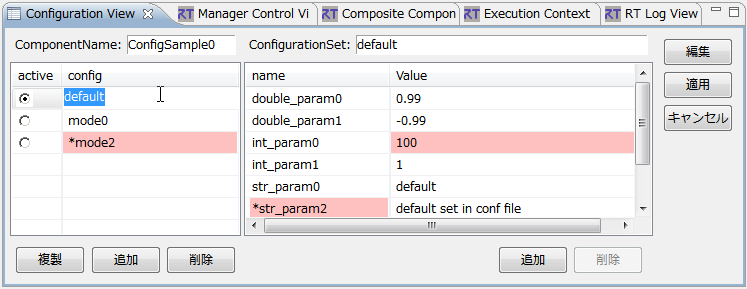 Configuration View
RT Manager Control Vi
RT Composite Compon
RT Execution Context
RT RT Log View
ComponentName: ConfigSample0
ConfigurationSet: default
編集
適用
キャンセル
active config
default
mode0
*mode2
name Value
double_param0 0.99
double_param1 -0.99
int_param0 100
int_param1 1
str_param0 default
*str_param2 default set in conf file
複製 追加 削除
追加 削除